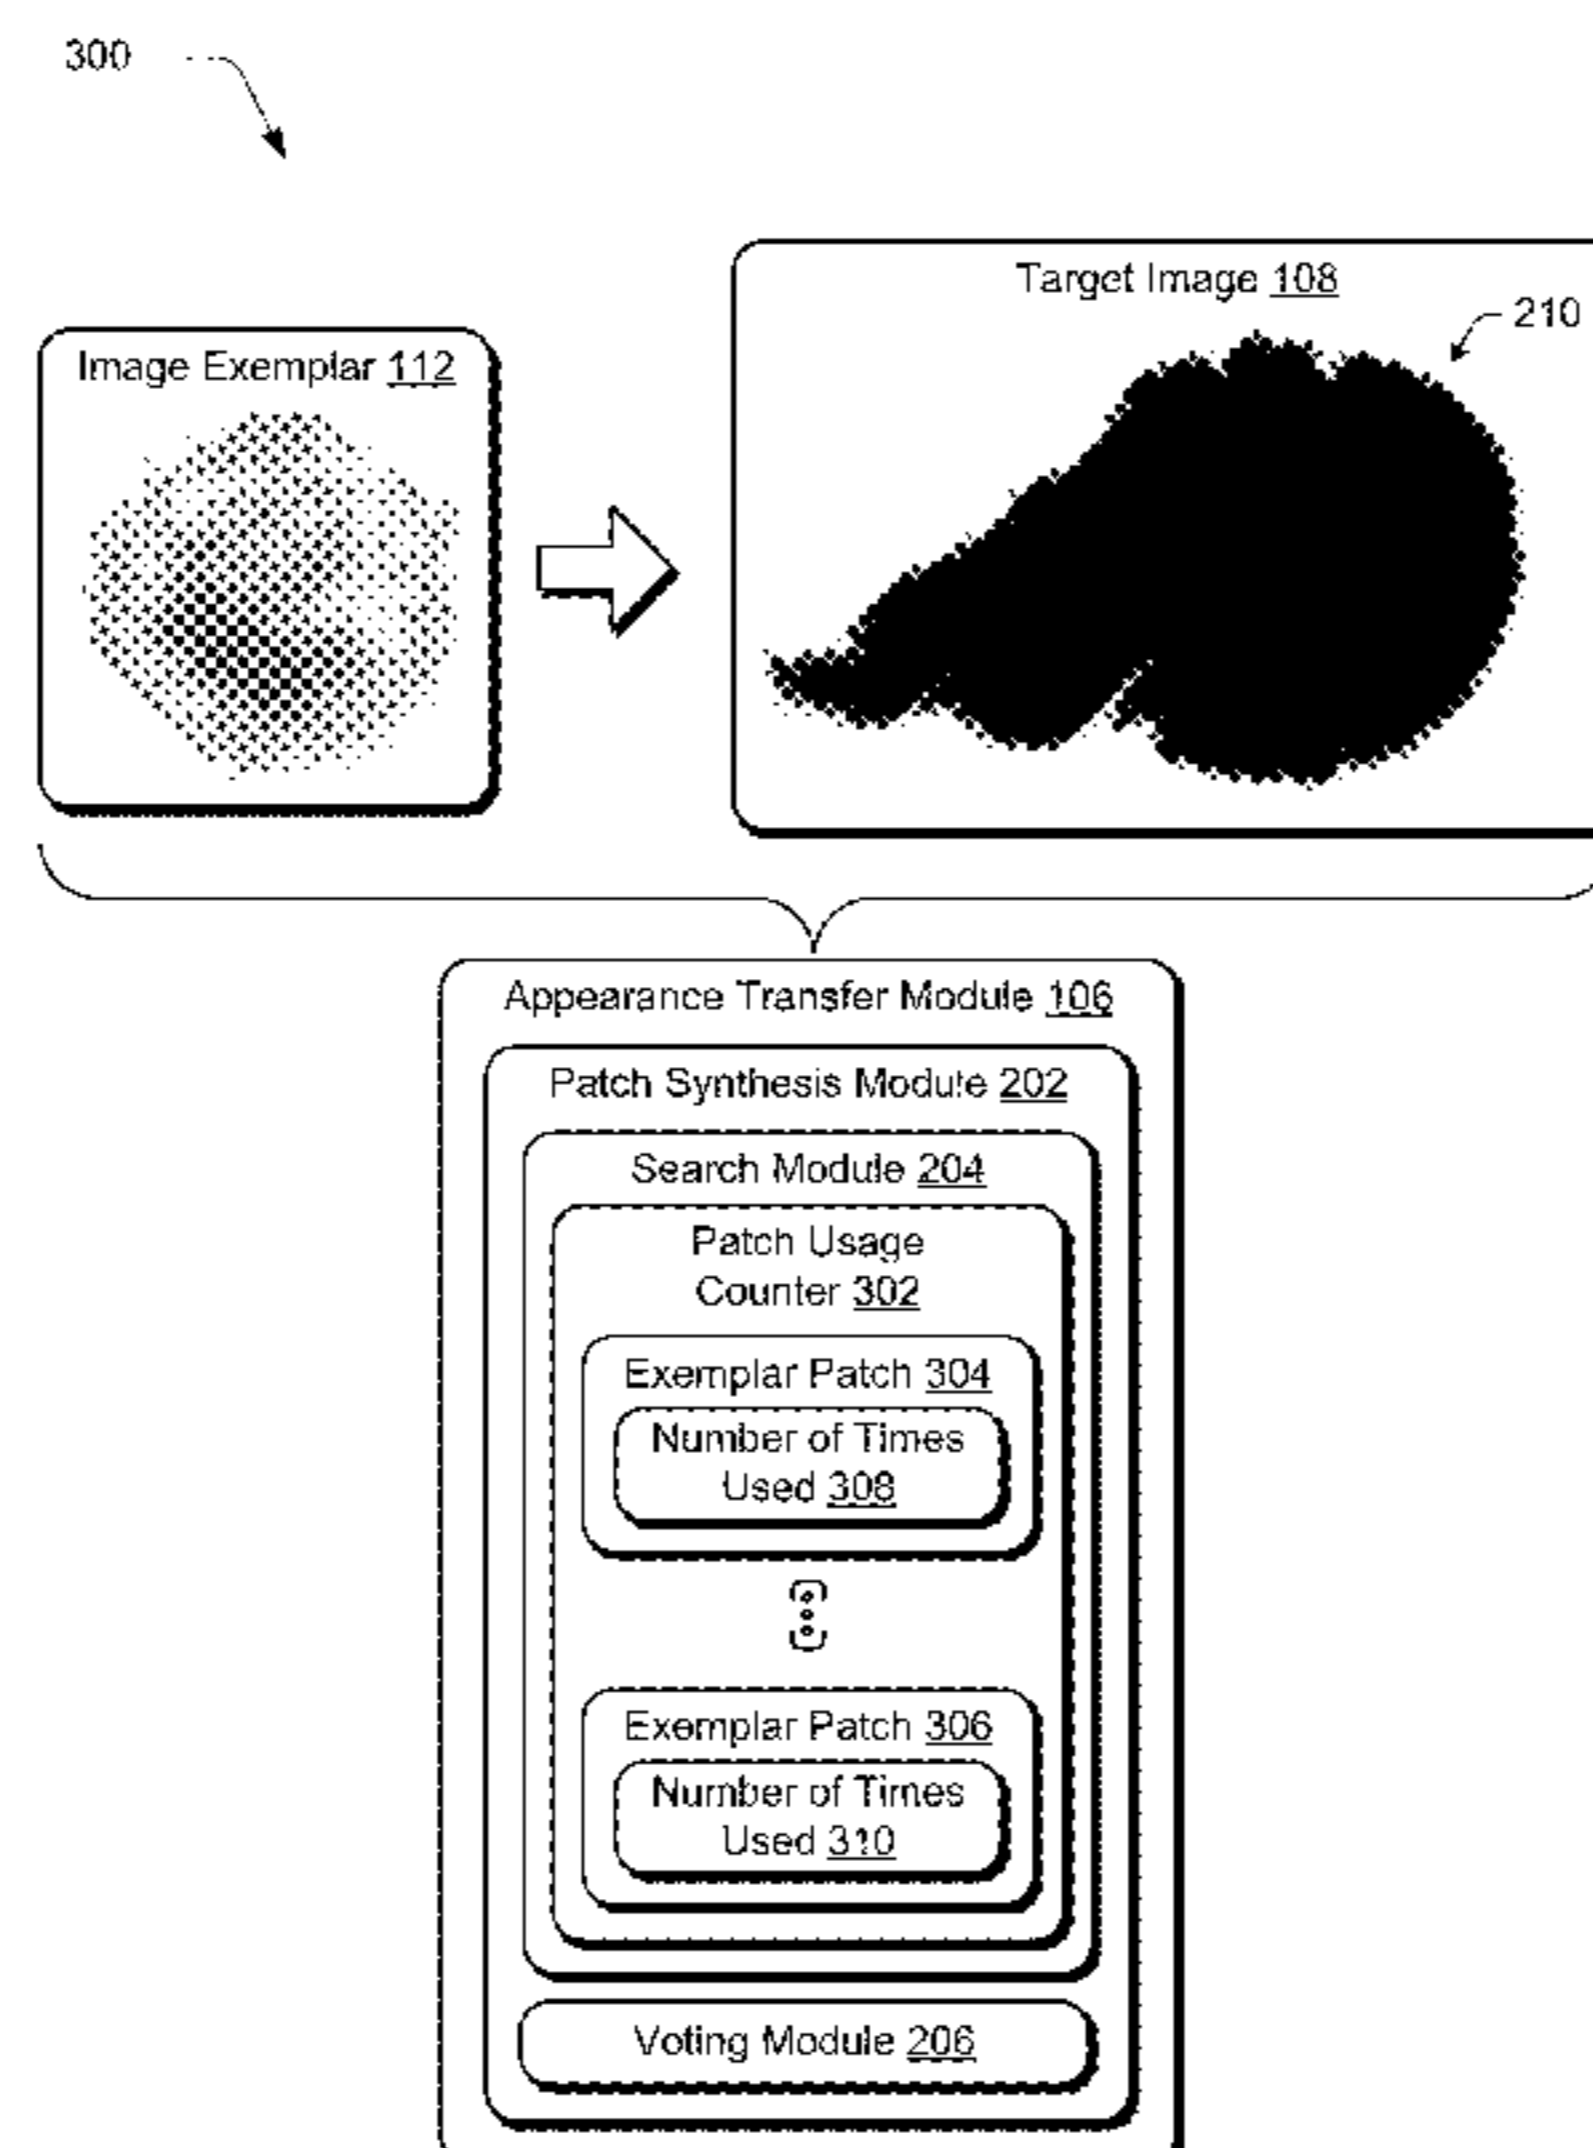 300
Target Image 108
210
Image Exemplar 112
Appearance Transfer Module 106
Patch Synthesis Module 202
Search Module 204
Patch Usage
Counter 302
Exemplar Patch 304
Number of Times
Used 308
Exemplar Patch 306
Number of Times
Used 310
Voting Module 206